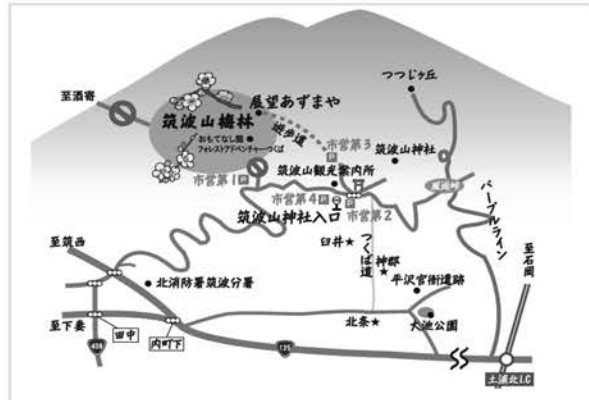 つつじヶ丘
至酒寄
展望あずまや
筑波山梅林
遊歩道
おもてなし館
フォレストアドベンチャーつくば
市営第3
P
筑波山神社
市営第1 P
筑波山観光案内所
風返峠
市営第4 P
P
市営第2
筑波山神社入口
パープルライン
臼井★
つくば道
神郡
★
至筑西
至石岡
北消防署筑波分署
平沢官衙遺跡
至下妻
北条★
大池公園
田中
内町下
408
125
土浦北I.C